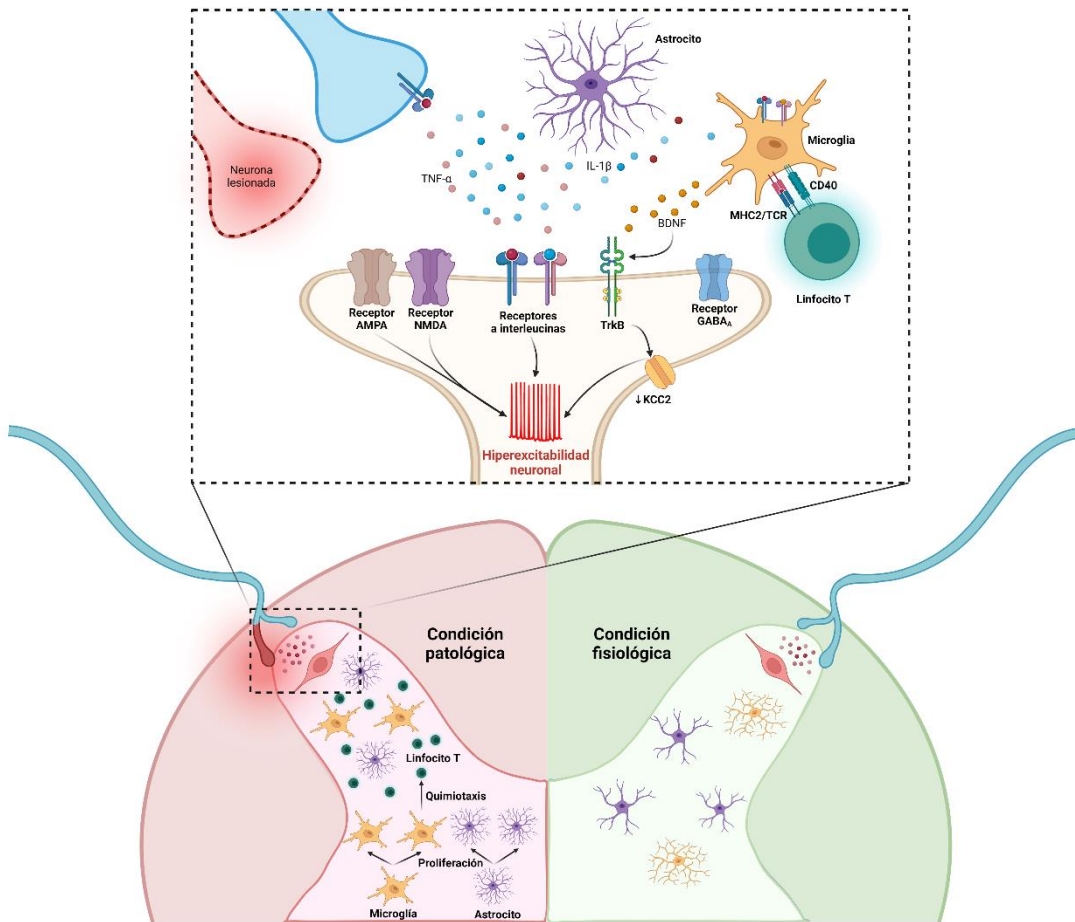 Astrocito
Neurona
lesionada
TNF-α
IL-1β
Microglia
CD40
MHC2/TCR
BDNF
Linfocito T
Receptor
AMPA
Receptor
NMDA
Receptores
a interleucinas
TrkB
Receptor
GABAA
↓KCC2
Hiperexcitabilidad
neuronal
Condición
patológica
Condición
fisiológica
Linfocito T
Quimiotaxis
Proliferación
Microglía
Astrocito